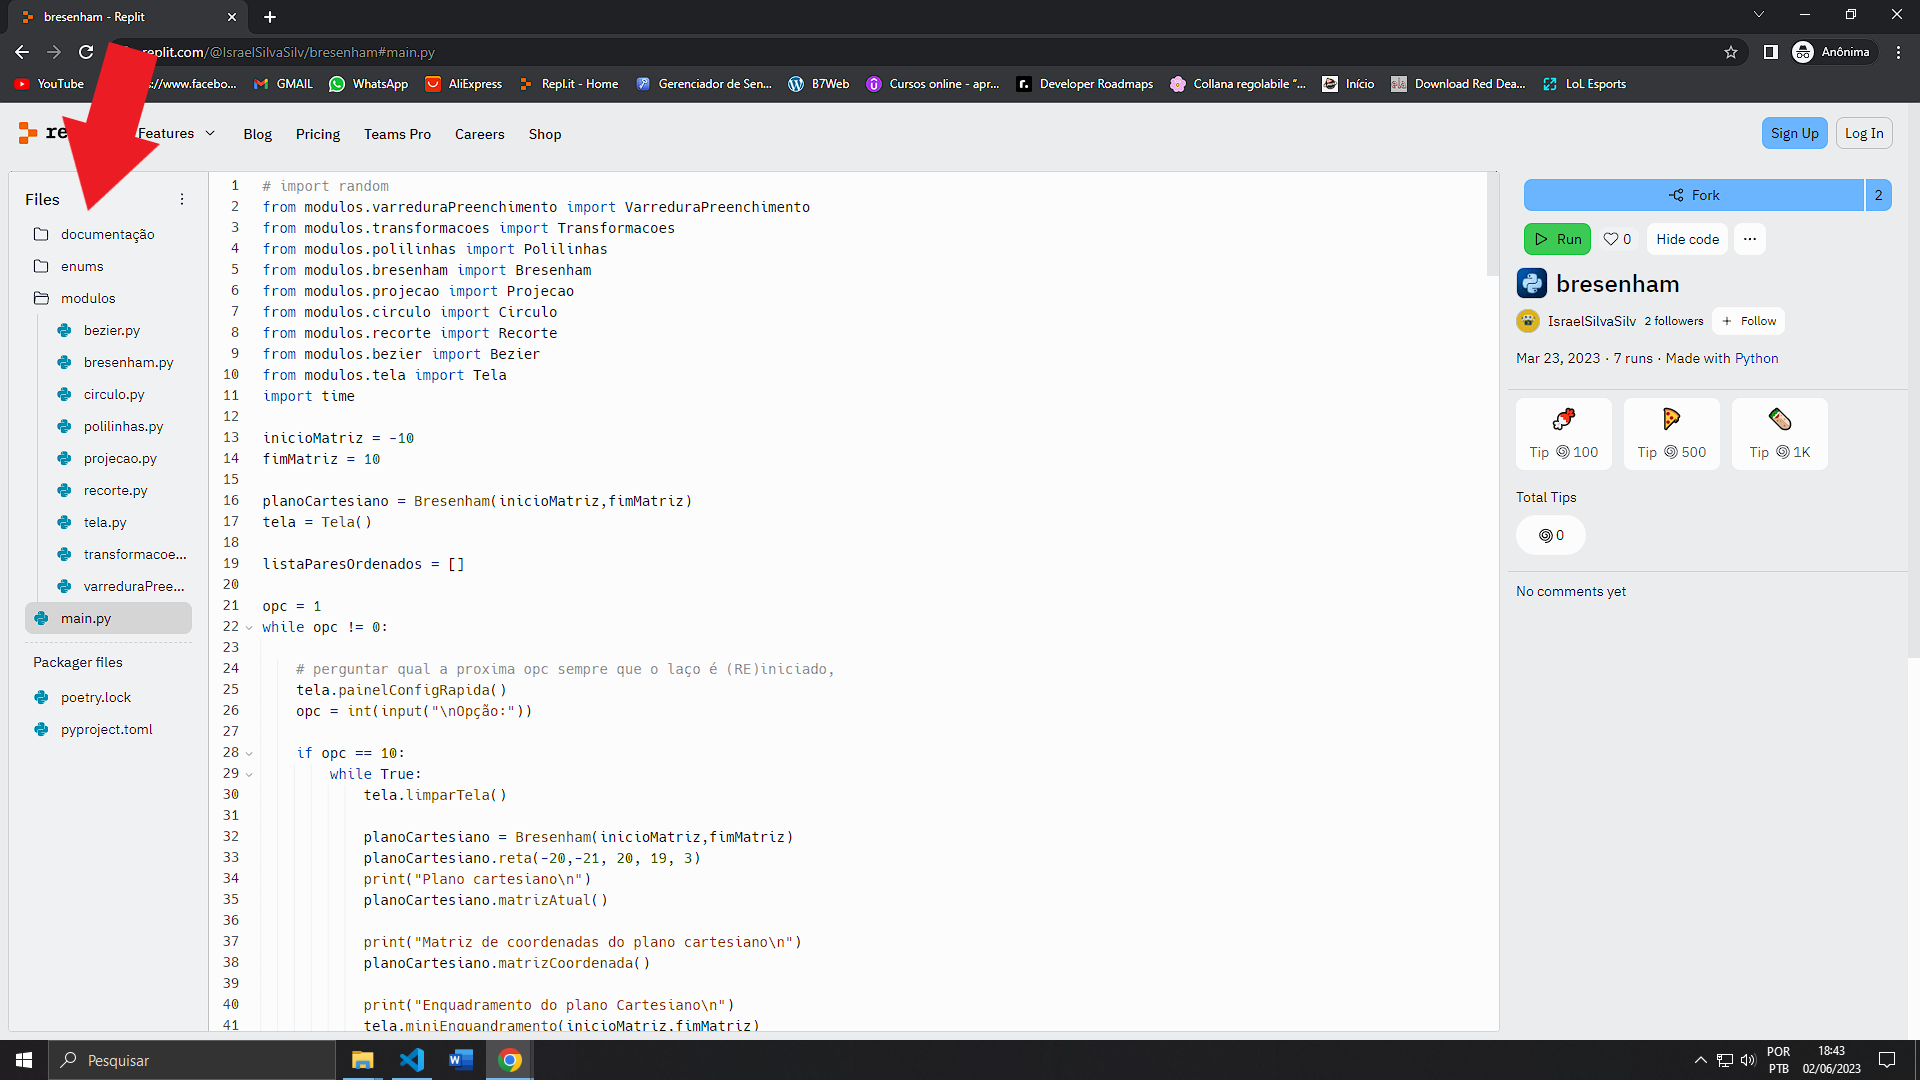 bresenham - Replit
replit.com/@IsraelSilvaSilv/bresenham#main.py
Anônima
YouTube
://www.facebo...
GMAIL
WhatsApp
AliExpress
Repl.it - Home
Gerenciador de Sen...
B7Web
Cursos online - apr...
Developer Roadmaps
Collana regolabile "...
Início
Download Red Dea...
LoL Esports
re
Features
Blog
Pricing
Teams Pro
Careers
Shop
Sign Up
Log In
Files
documentação
enums
modulos
bezier.py
bresenham.py
circulo.py
polilinhas.py
projecao.py
recorte.py
tela.py
transformacoe...
varreduraPree...
main.py
Packager files
poetry.lock
pyproject.toml
1 # import random
2 from modulos.varreduraPreenchimento import VarreduraPreenchimento
3 from modulos.transformacoes import Transformacoes
4 from modulos.polilinhas import Polilinhas
5 from modulos.bresenham import Bresenham
6 from modulos.projecao import Projecao
7 from modulos.circulo import Circulo
8 from modulos.recorte import Recorte
9 from modulos.bezier import Bezier
10 from modulos.tela import Tela
11 import time
12
13 inicioMatriz = -10
14 fimMatriz = 10
15
16 planoCartesiano = Bresenham(inicioMatriz,fimMatriz)
17 tela = Tela()
18
19 listaParesOrdenados = []
20
21 opc = 1
22 while opc != 0:
23
24 # perguntar qual a proxima opc sempre que o laço é (RE)iniciado,
25 tela.painelConfigRapida()
26 opc = int(input("\nOpção:"))
27
28 if opc == 10:
29 while True:
30 tela.limparTela()
31
32 planoCartesiano = Bresenham(inicioMatriz,fimMatriz)
33 planoCartesiano.reta(-20,-21, 20, 19, 3)
34 print("Plano cartesiano\n")
35 planoCartesiano.matrizAtual()
36
37 print("Matriz de coordenadas do plano cartesiano\n")
38 planoCartesiano.matrizCoordenada()
39
40 print("Enquadramento do plano Cartesiano\n")
41 tela.miniEnquandramento(inicioMatriz,fimMatriz)
Fork
2
Run
0
Hide code
bresenham
IsraelSilvaSilv 2 followers
+ Follow
Mar 23, 2023 · 7 runs · Made with Python
Tip 100
Tip 500
Tip 1K
Total Tips
0
No comments yet
Pesquisar
POR
PTB
18:43
02/06/2023